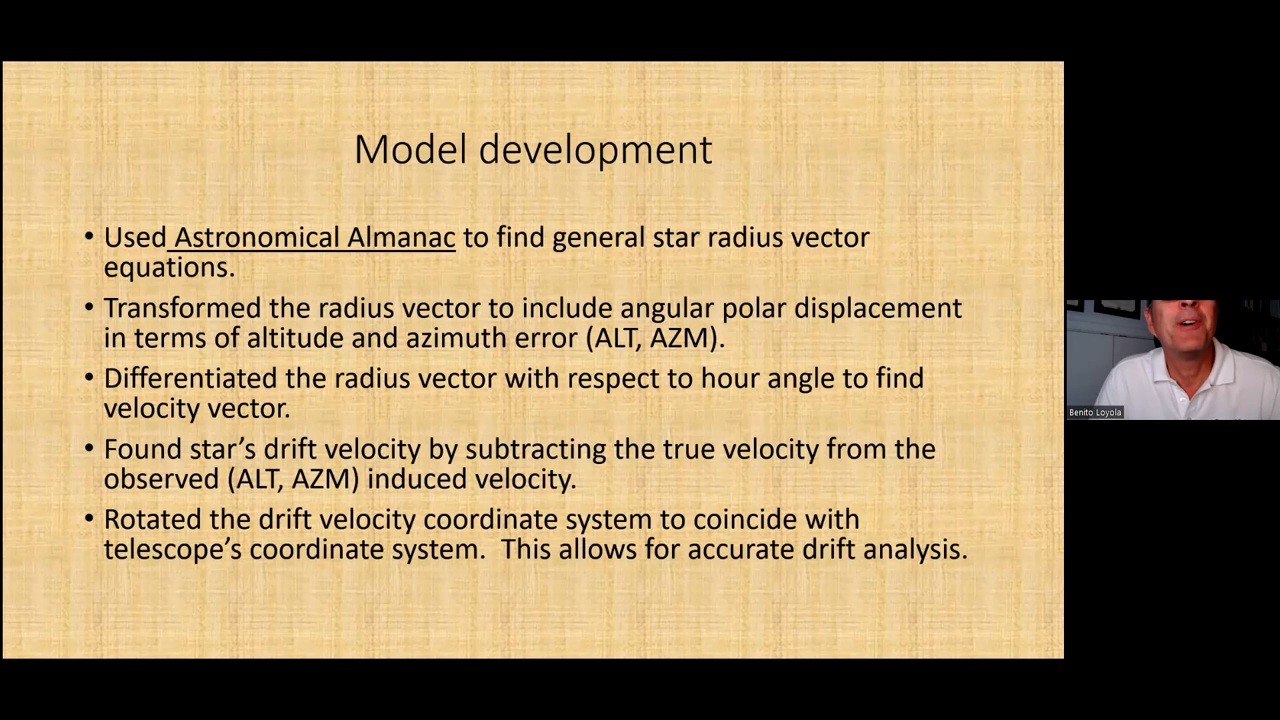 Model development
• Used Astronomical Almanac to find general star radius vector
equations.
• Transformed the radius vector to include angular polar displacement
in terms of altitude and azimuth error (ALT, AZM).
• Differentiated the radius vector with respect to hour angle to find
velocity vector.
• Found star’s drift velocity by subtracting the true velocity from the
observed (ALT, AZM) induced velocity.
• Rotated the drift velocity coordinate system to coincide with
telescope’s coordinate system.  This allows for accurate drift analysis.
Benito Loyola